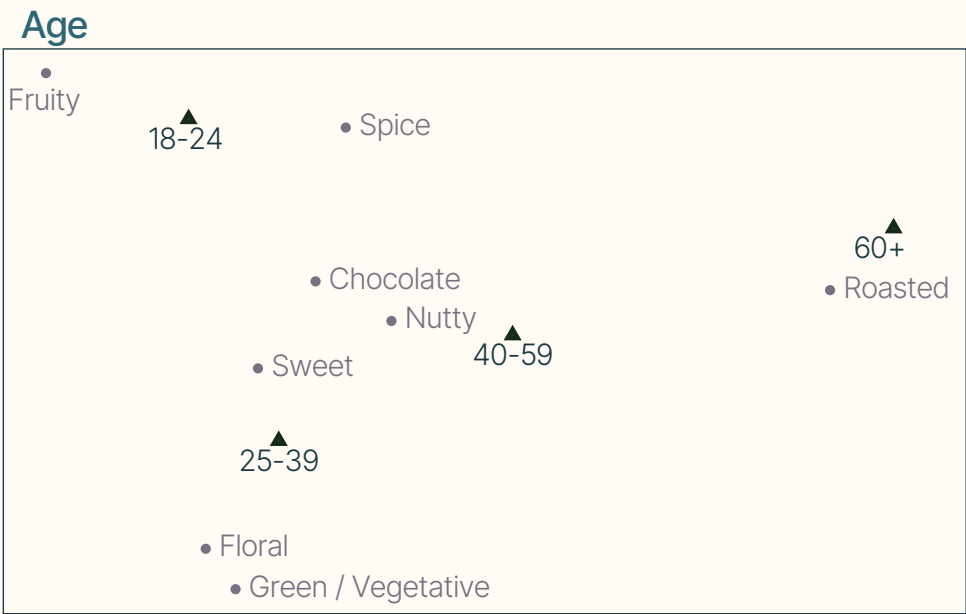 Age
Fruity
18-24
Spice
60+
Roasted
Chocolate
Nutty
40-59
Sweet
25-39
Floral
Green / Vegetative